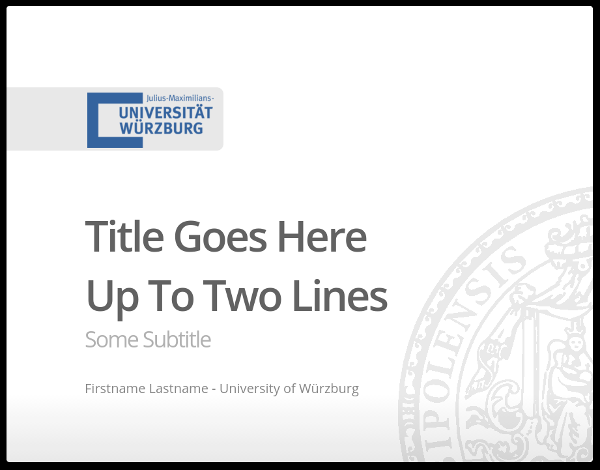 Julius-Maximilians-
UNIVERSITÄT
WÜRZBURG
Title Goes Here
Up To Two Lines
Some Subtitle
Firstname Lastname - University of Würzburg
IPOLENSIS